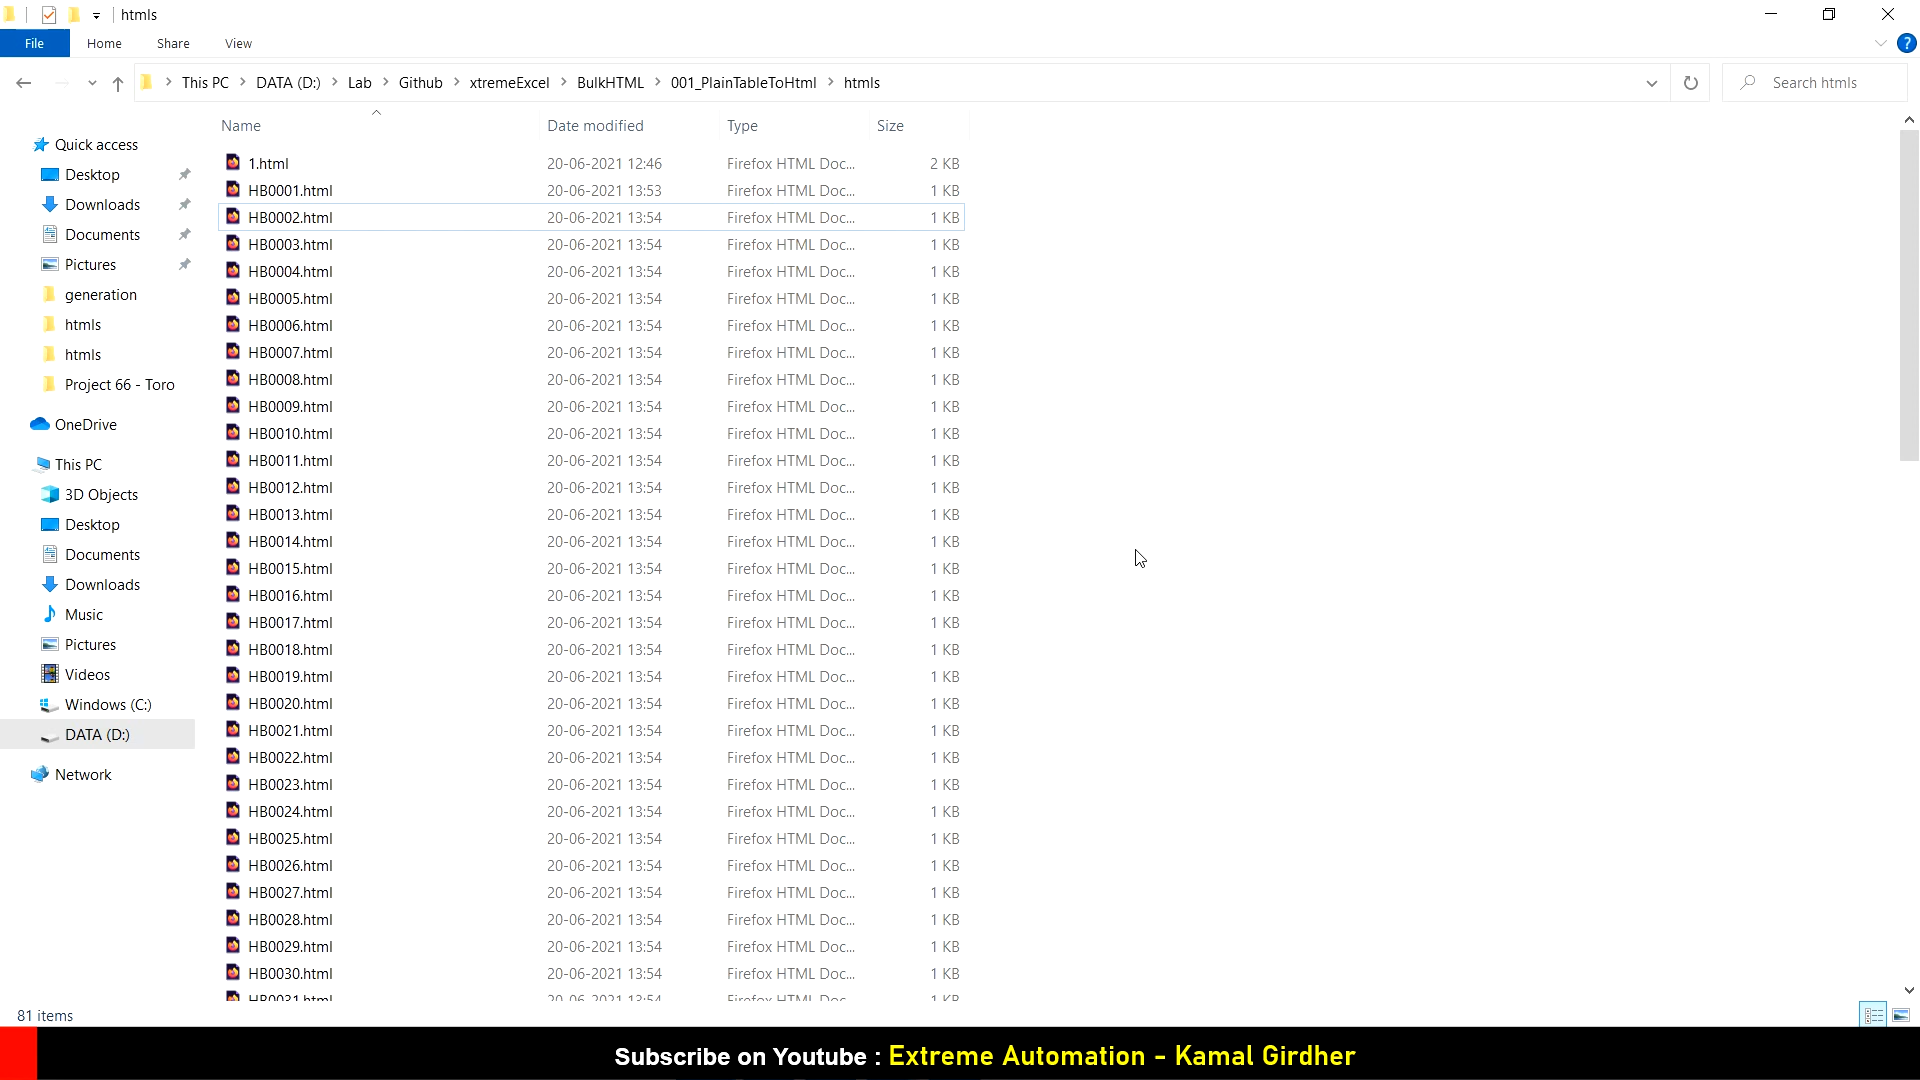 htmls
File Home Share View
This PC DATA (D:) Lab Github xtremeExcel BulkHTML 001_PlainTableToHtml htmls Search htmls
Name Date modified Type Size
Quick access
Desktop
Downloads
Documents
Pictures
generation
htmls
htmls
Project 66 - Toro
OneDrive
This PC
3D Objects
Desktop
Documents
Downloads
Music
Pictures
Videos
Windows (C:)
DATA (D:)
Network
1.html 20-06-2021 12:46 Firefox HTML Doc... 2 KB
HB0001.html 20-06-2021 13:53 Firefox HTML Doc... 1 KB
HB0002.html 20-06-2021 13:54 Firefox HTML Doc... 1 KB
HB0003.html 20-06-2021 13:54 Firefox HTML Doc... 1 KB
HB0004.html 20-06-2021 13:54 Firefox HTML Doc... 1 KB
HB0005.html 20-06-2021 13:54 Firefox HTML Doc... 1 KB
HB0006.html 20-06-2021 13:54 Firefox HTML Doc... 1 KB
HB0007.html 20-06-2021 13:54 Firefox HTML Doc... 1 KB
HB0008.html 20-06-2021 13:54 Firefox HTML Doc... 1 KB
HB0009.html 20-06-2021 13:54 Firefox HTML Doc... 1 KB
HB0010.html 20-06-2021 13:54 Firefox HTML Doc... 1 KB
HB0011.html 20-06-2021 13:54 Firefox HTML Doc... 1 KB
HB0012.html 20-06-2021 13:54 Firefox HTML Doc... 1 KB
HB0013.html 20-06-2021 13:54 Firefox HTML Doc... 1 KB
HB0014.html 20-06-2021 13:54 Firefox HTML Doc... 1 KB
HB0015.html 20-06-2021 13:54 Firefox HTML Doc... 1 KB
HB0016.html 20-06-2021 13:54 Firefox HTML Doc... 1 KB
HB0017.html 20-06-2021 13:54 Firefox HTML Doc... 1 KB
HB0018.html 20-06-2021 13:54 Firefox HTML Doc... 1 KB
HB0019.html 20-06-2021 13:54 Firefox HTML Doc... 1 KB
HB0020.html 20-06-2021 13:54 Firefox HTML Doc... 1 KB
HB0021.html 20-06-2021 13:54 Firefox HTML Doc... 1 KB
HB0022.html 20-06-2021 13:54 Firefox HTML Doc... 1 KB
HB0023.html 20-06-2021 13:54 Firefox HTML Doc... 1 KB
HB0024.html 20-06-2021 13:54 Firefox HTML Doc... 1 KB
HB0025.html 20-06-2021 13:54 Firefox HTML Doc... 1 KB
HB0026.html 20-06-2021 13:54 Firefox HTML Doc... 1 KB
HB0027.html 20-06-2021 13:54 Firefox HTML Doc... 1 KB
HB0028.html 20-06-2021 13:54 Firefox HTML Doc... 1 KB
HB0029.html 20-06-2021 13:54 Firefox HTML Doc... 1 KB
HB0030.html 20-06-2021 13:54 Firefox HTML Doc... 1 KB
HB0031.html 20-06-2021 13:54 Firefox HTML Doc... 1 KB
81 items
Subscribe on Youtube : Extreme Automation - Kamal Girdher